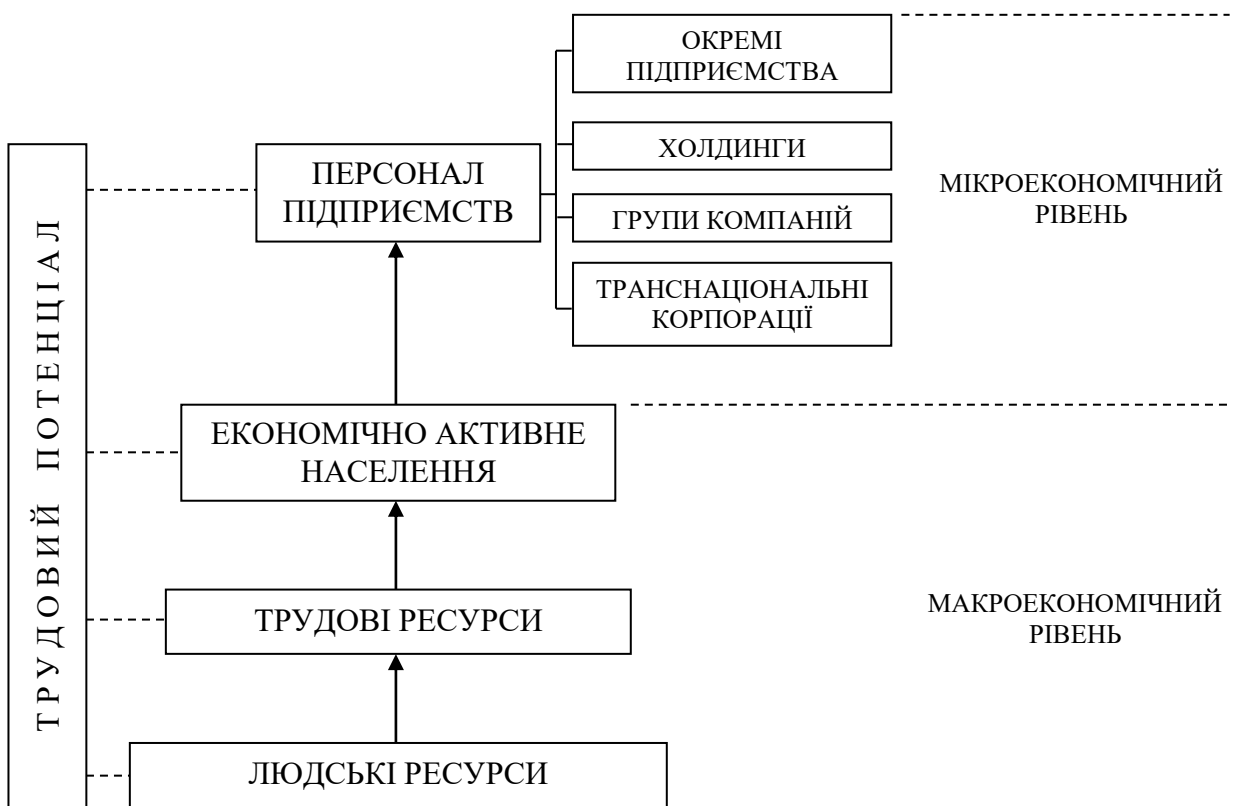 ОКРЕМІ
ПІДПРИЄМСТВА
ХОЛДИНГИ
ПЕРСОНАЛ
ПІДПРИЄМСТВ
МІКРОЕКОНОМІЧНИЙ
РІВЕНЬ
ГРУПИ КОМПАНІЙ
ТРАНСНАЦІОНАЛЬНІ
КОРПОРАЦІЇ
ТРУДОВИЙ ПОТЕНЦІАЛ
ЕКОНОМІЧНО АКТИВНЕ
НАСЕЛЕННЯ
ТРУДОВІ РЕСУРСИ
МАКРОЕКОНОМІЧНИЙ
РІВЕНЬ
ЛЮДСЬКІ РЕСУРСИ